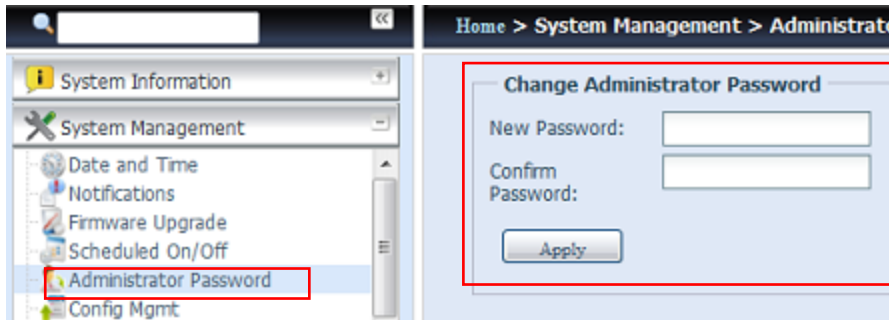 Home > System Management > Administrat
System Information
System Management
Date and Time
Notifications
Firmware Upgrade
Scheduled On/Off
Administrator Password
Config Mgmt
Change Administrator Password
New Password:
Confirm
Password:
Apply